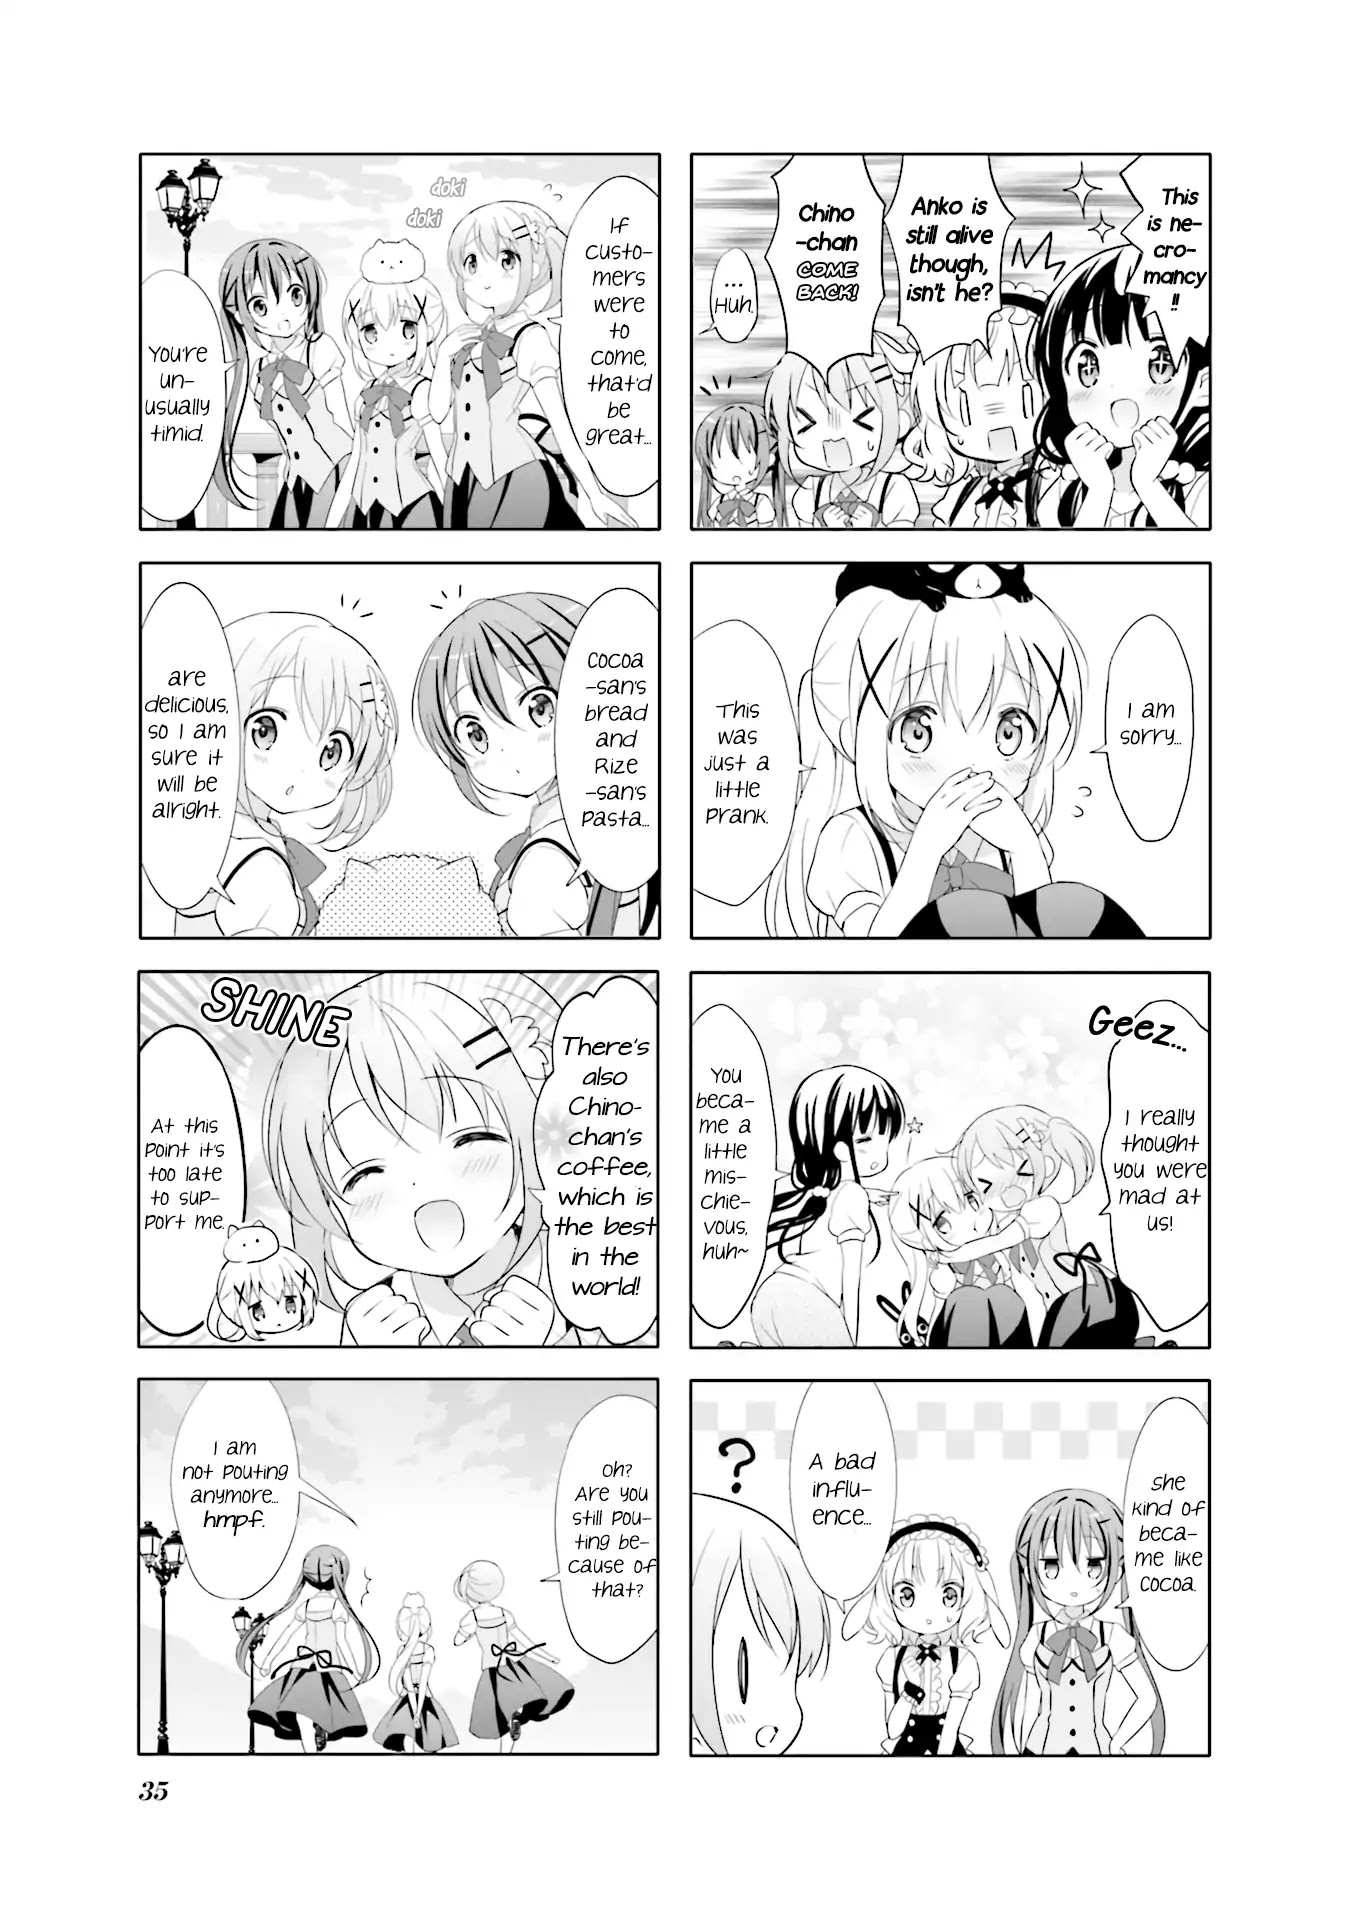 This
is ne-
cro-
mancy
!!
Anko is
still alive
though,
isn't he?
Chino
-chan
COME
BACK!
...
Huh.
I am
sorry...
This
was
just a
little
prank.
Geez...
I really
thought
you were
mad at
us!
You
beca-
me a
little
mis-
chie-
vous,
huh~
She
kind of
beca-
me like
Cocoa.
A bad
influ-
ence...
?
If
custo-
mers
were
to
come,
that'd
be
great...
doki
doki
You're
un-
usually
timid.
Cocoa
-san's
bread
and
Rize
-san's
pasta...
are
delicious,
so I am
sure it
will be
alright.
There's
also
Chino-
chan's
coffee,
which is
the best
in the
world!
SHINE
At this
point it's
too late
to sup-
port me.
Oh?
Are you
still pou-
ting be-
cause of
that?
I am
not pouting
anymore...
hmpf.
35